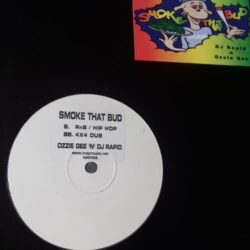 SMOKE
THA
BUD
DJ Rapid
N
Ozzie Gee
SMOKE THAT BUD
B. RnB / HIP HOP
BB. 4X4 DUB
OZZIE GEE 'N' DJ RAPID